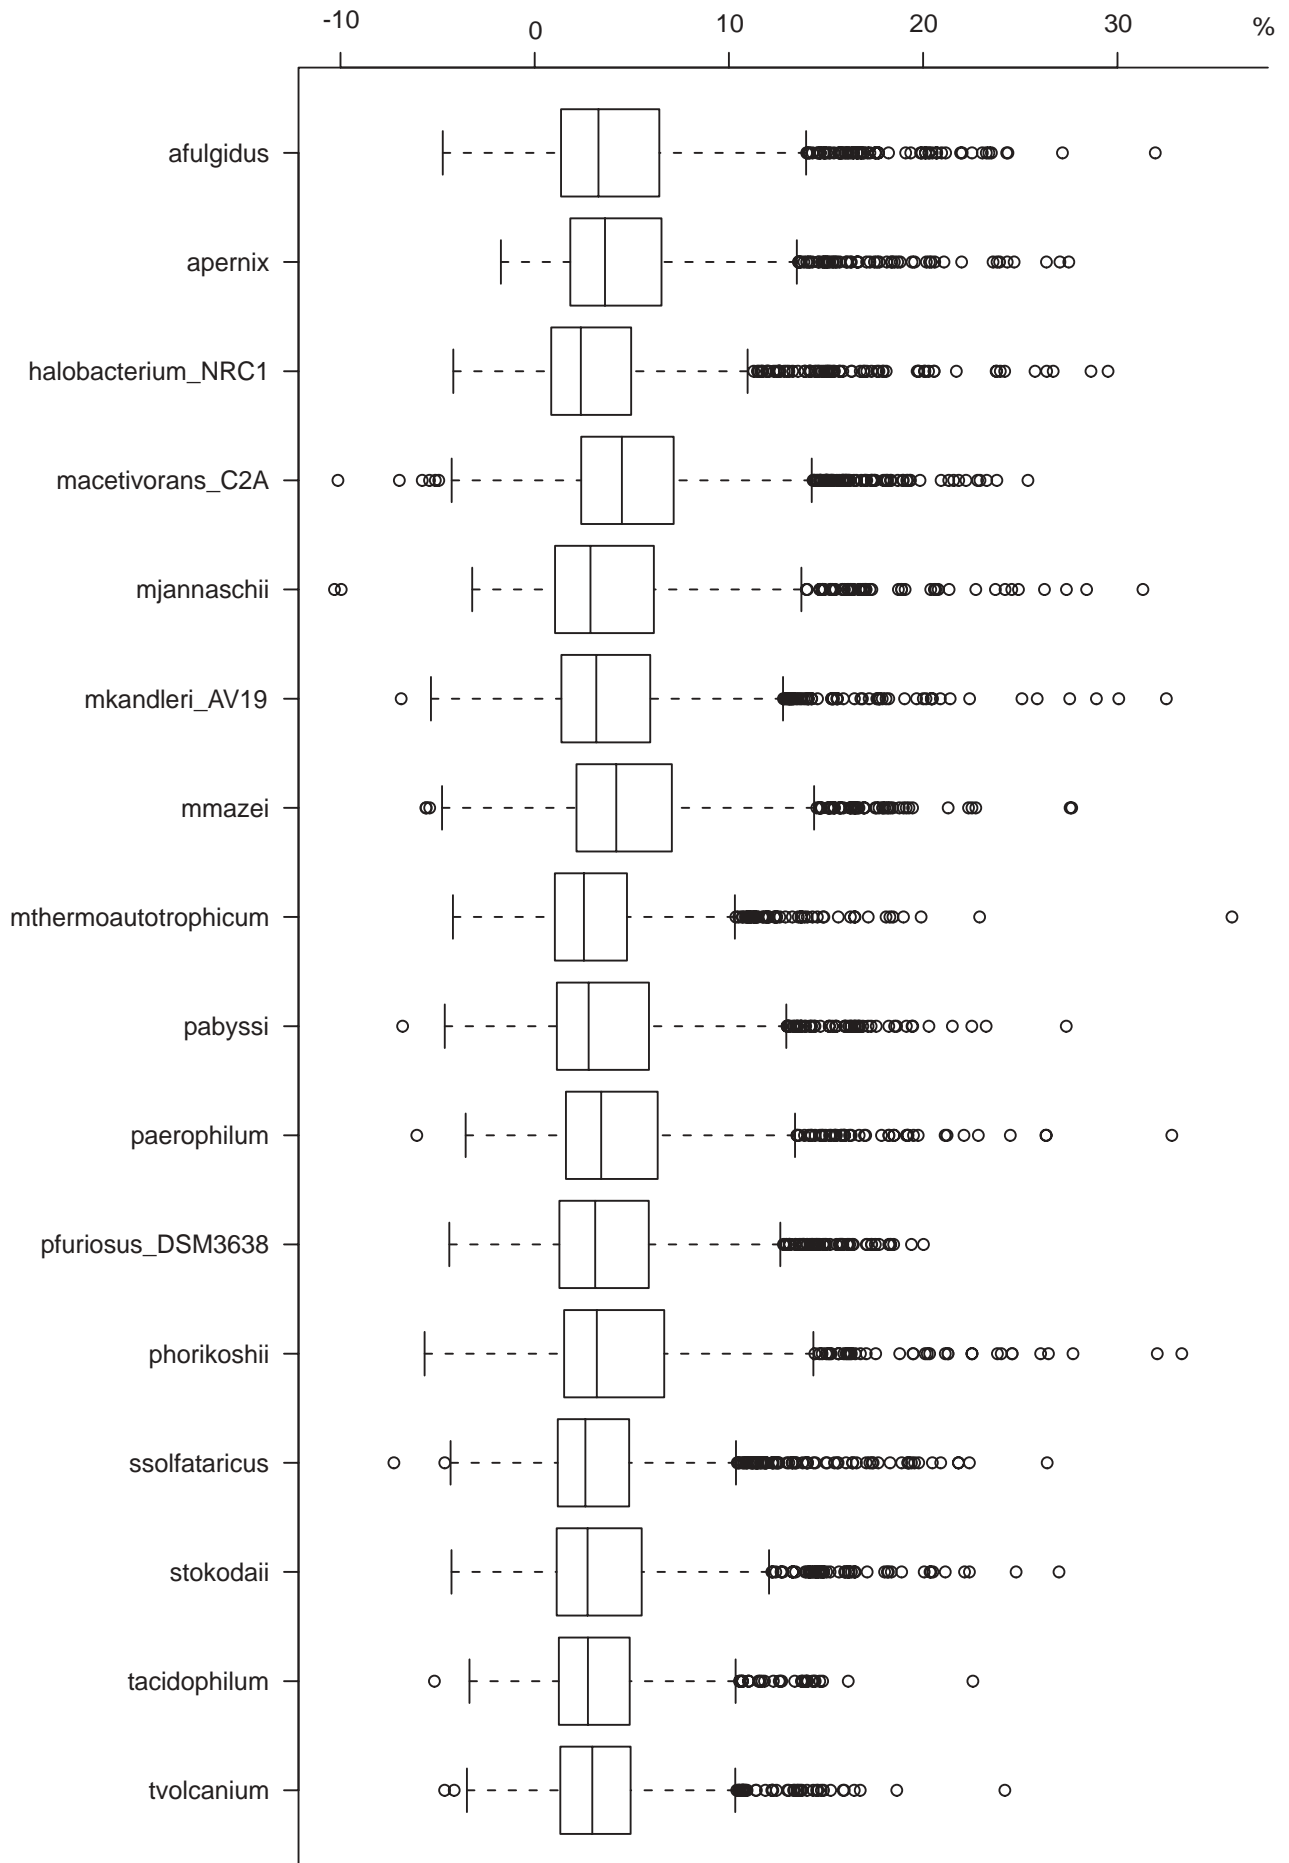 -10 0 10 20 30 %
afulgidus
apernix
halobacterium_NRC1
macetivorans_C2A
mjannaschii
mkandleri_AV19
mmazei
mthermoautotrophicum
pabyssi
paerophilum
pfuriosus_DSM3638
phorikoshii
ssolfataricus
stokodaii
tacidophilum
tvolcanium